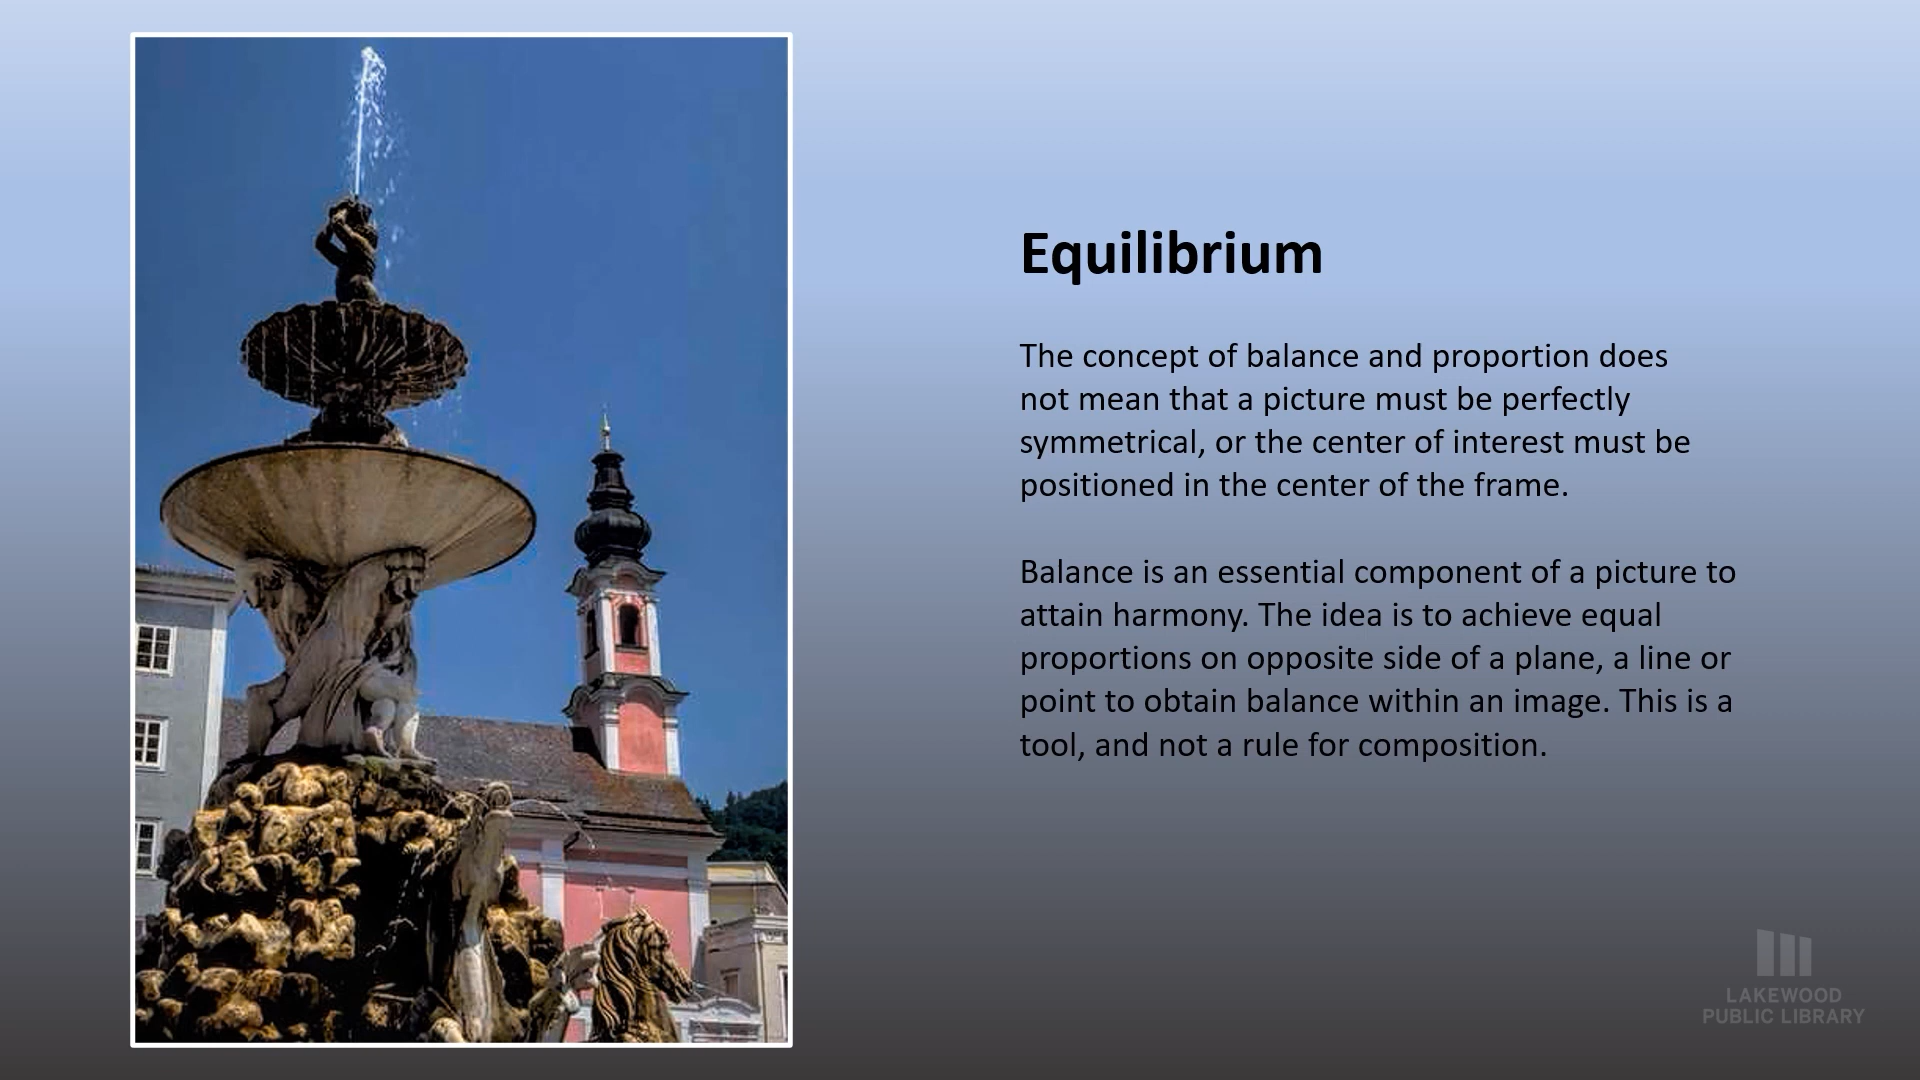 Equilibrium
The concept of balance and proportion does
not mean that a picture must be perfectly
symmetrical, or the center of interest must be
positioned in the center of the frame.
Balance is an essential component of a picture to
attain harmony. The idea is to achieve equal
proportions on opposite side of a plane, a line or
point to obtain balance within an image. This is a
tool, and not a rule for composition.
LAKEWOOD
PUBLIC LIBRARY